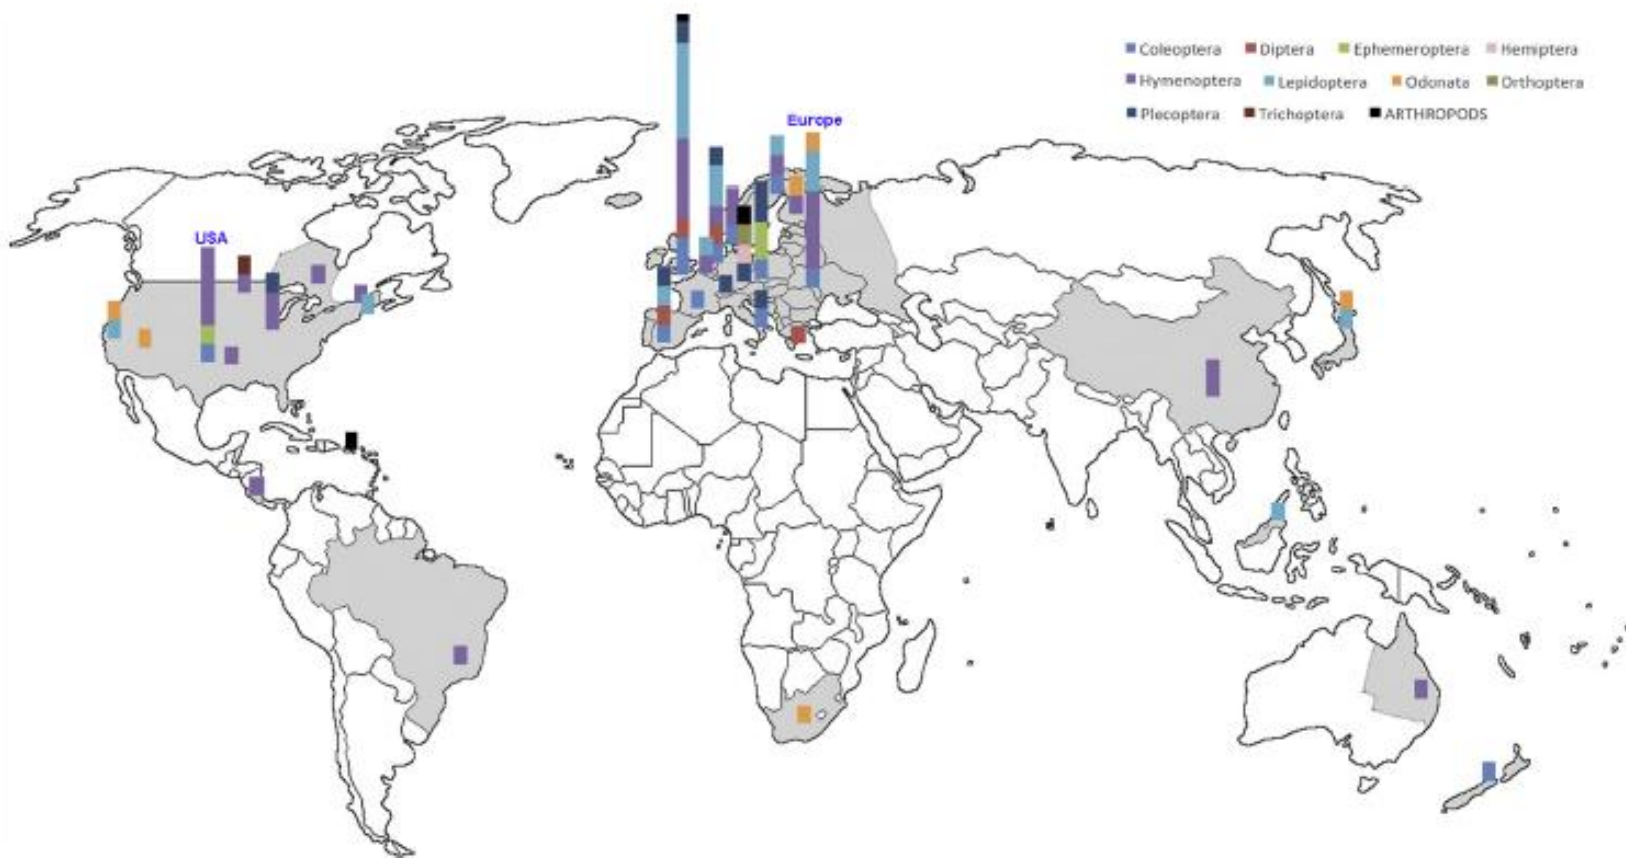 Coleoptera Diptera Ephemeroptera Hemiptera
Hymenoptera Lepidoptera Odonata Orthoptera
Plecoptera Trichoptera ARTHROPODS
Europe
USA